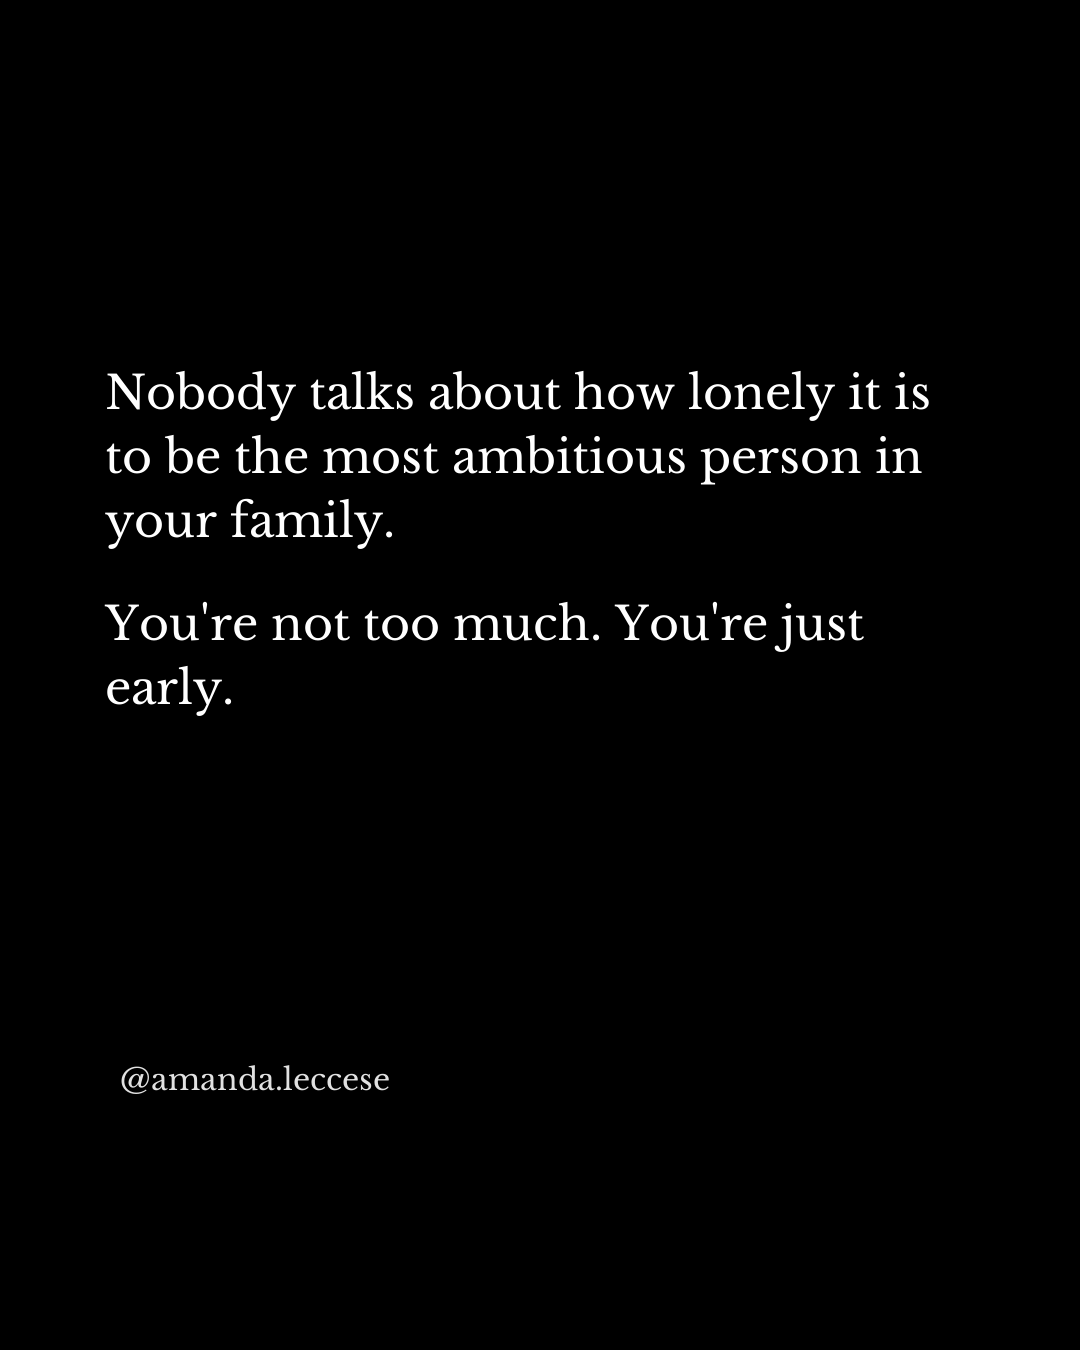 Nobody talks about how lonely it is
to be the most ambitious person in
your family.
You're not too much. You're just
early.
@amanda.leccese